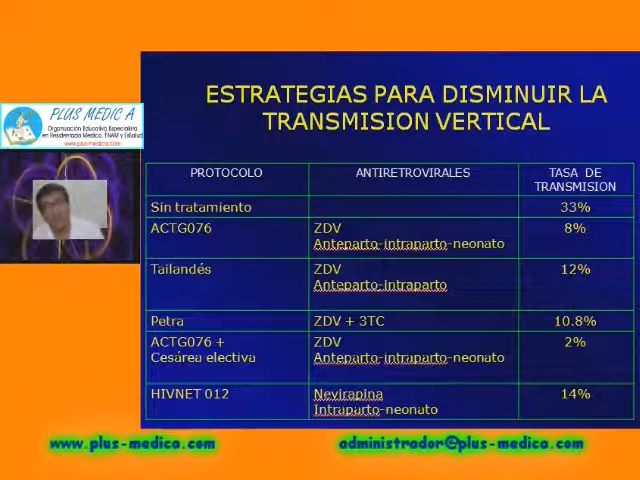 PLUS MEDIC A
Organización Educativa Especialista
en Residentado Medico, ENAM y EsSalud
www.plus-medica.com
ESTRATEGIAS PARA DISMINUIR LA
TRANSMISION VERTICAL
PROTOCOLO ANTIRETROVIRALES TASA DE
TRANSMISION
Sin tratamiento 33%
ACTG076 ZDV 8%
Anteparto-intraparto-neonato
Tailandés ZDV 12%
Anteparto-intraparto
Petra ZDV + 3TC 10.8%
ACTG076 + ZDV 2%
Cesárea electiva Anteparto-intraparto-neonato
HIVNET 012 Nevirapina 14%
Intraparto-neonato
www.plus-medica.com administrador@plus-medica.com